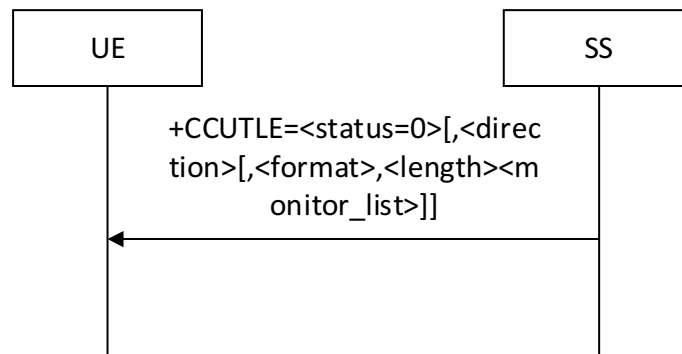 UE
SS
+CCUTLE=<status=0>[,<direc
tion>[,<format>,<length><m
onitor_list>]]